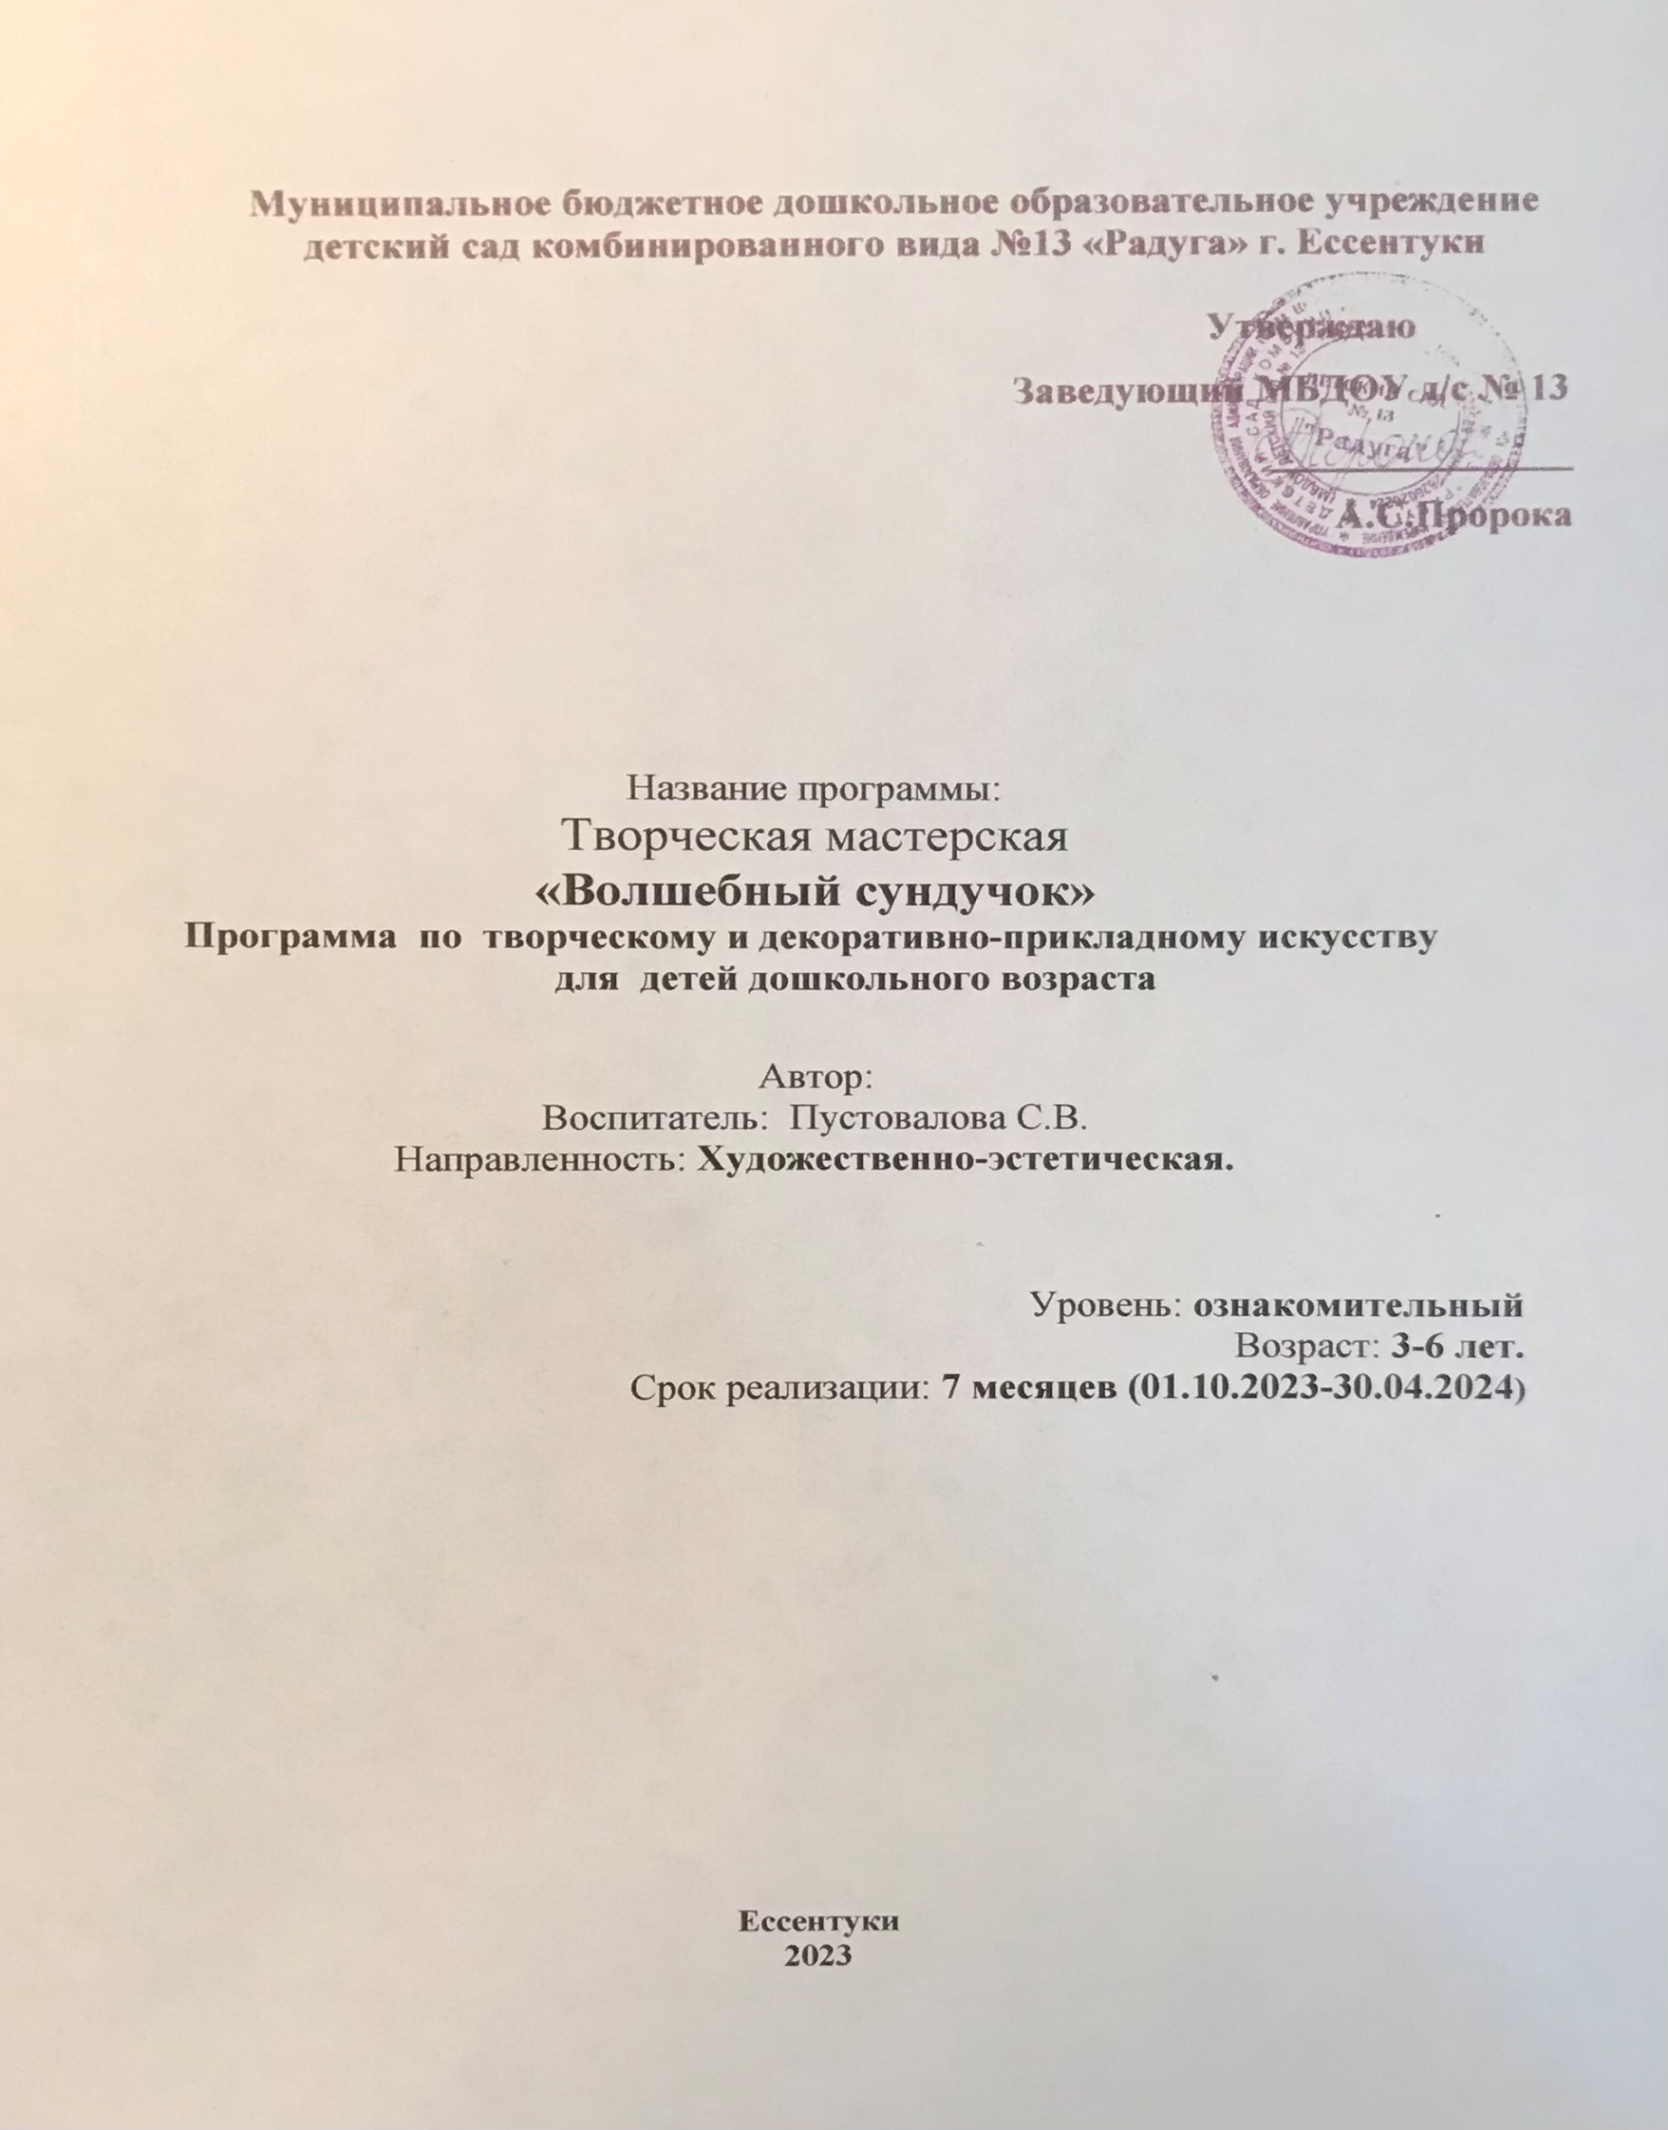 Муниципальное бюджетное дошкольное образовательное учреждение
детский сад комбинированного вида №13 «Радуга» г. Ессентуки
Утверждаю
Заведующий МБДОУ д/с № 13
№ 13
"Радуга"
А.С.Пророка
Название программы:
Творческая мастерская
«Волшебный сундучок»
Программа по творческому и декоративно-прикладному искусству
для детей дошкольного возраста
Автор:
Воспитатель: Пустовалова С.В.
Направленность: Художественно-эстетическая.
Уровень: ознакомительный
Возраст: 3-6 лет.
Срок реализации: 7 месяцев (01.10.2023-30.04.2024)
Ессентуки
2023